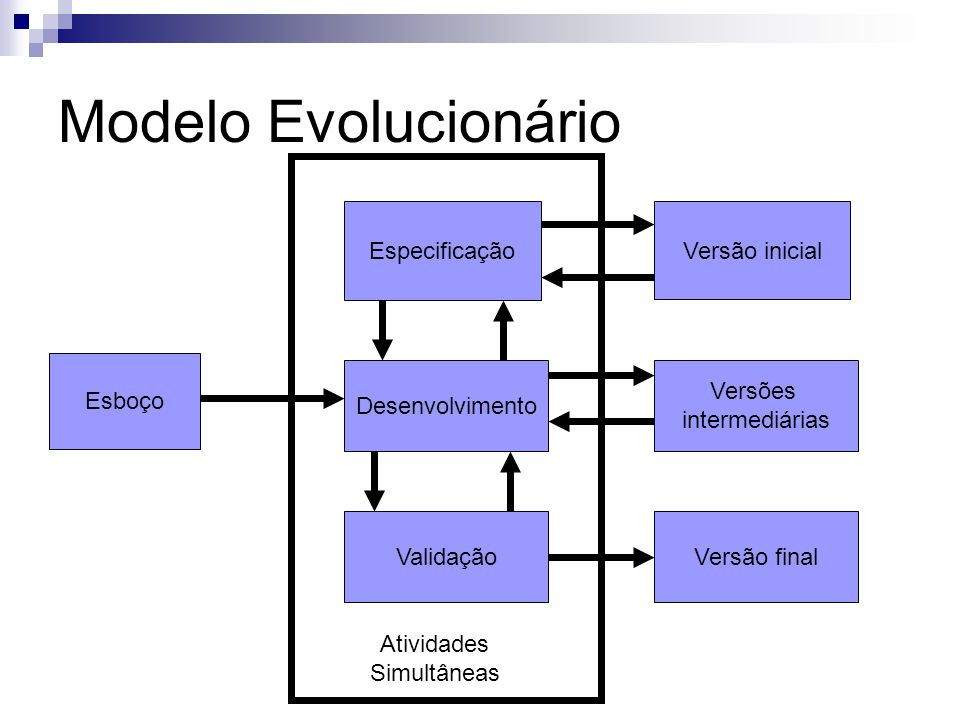 Modelo Evolucionário
Especificação
Versão inicial
Esboço
Desenvolvimento
Versões
intermediárias
Validação
Versão final
Atividades
Simultâneas